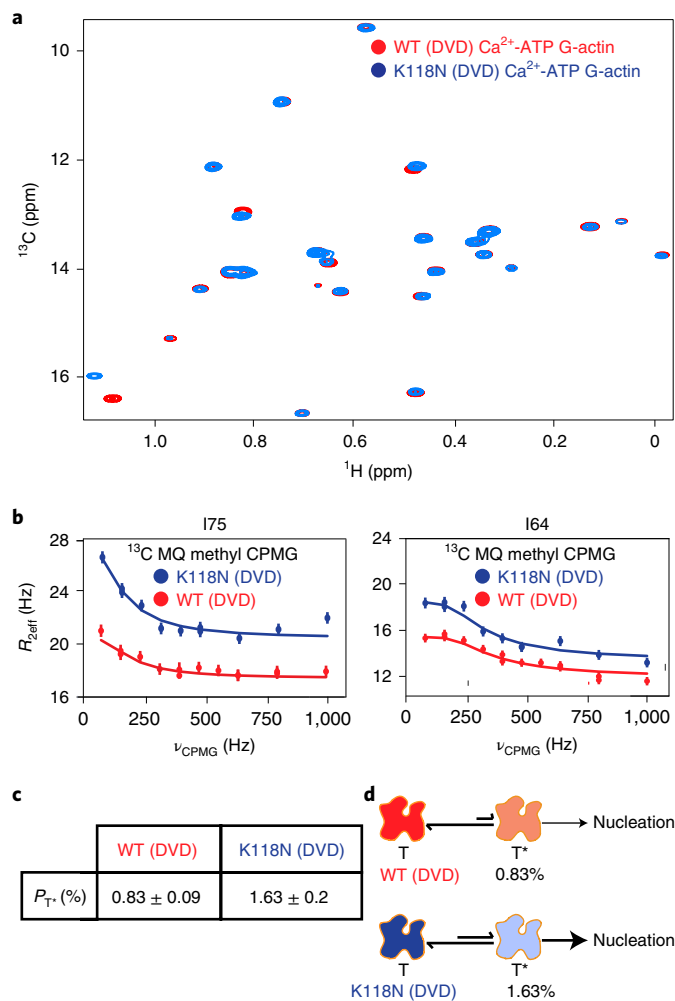 a
WT (DVD) Ca²⁺-ATP G-actin
K118N (DVD) Ca²⁺-ATP G-actin
10
12
14
16
¹³C (ppm)
1.0 0.8 0.6 0.4 0.2 0
¹H (ppm)
b
I75
¹³C MQ methyl CPMG
K118N (DVD)
WT (DVD)
28
24
20
16
R2eff (Hz)
0 250 500 750 1,000
νCPMG (Hz)
I64
¹³C MQ methyl CPMG
K118N (DVD)
WT (DVD)
24
20
16
12
0 250 500 750 1,000
νCPMG (Hz)
c
WT (DVD) K118N (DVD)
PT* (%) 0.83 ± 0.09 1.63 ± 0.2
d
Nucleation
T T*
WT (DVD) 0.83%
Nucleation
T T*
K118N (DVD) 1.63%